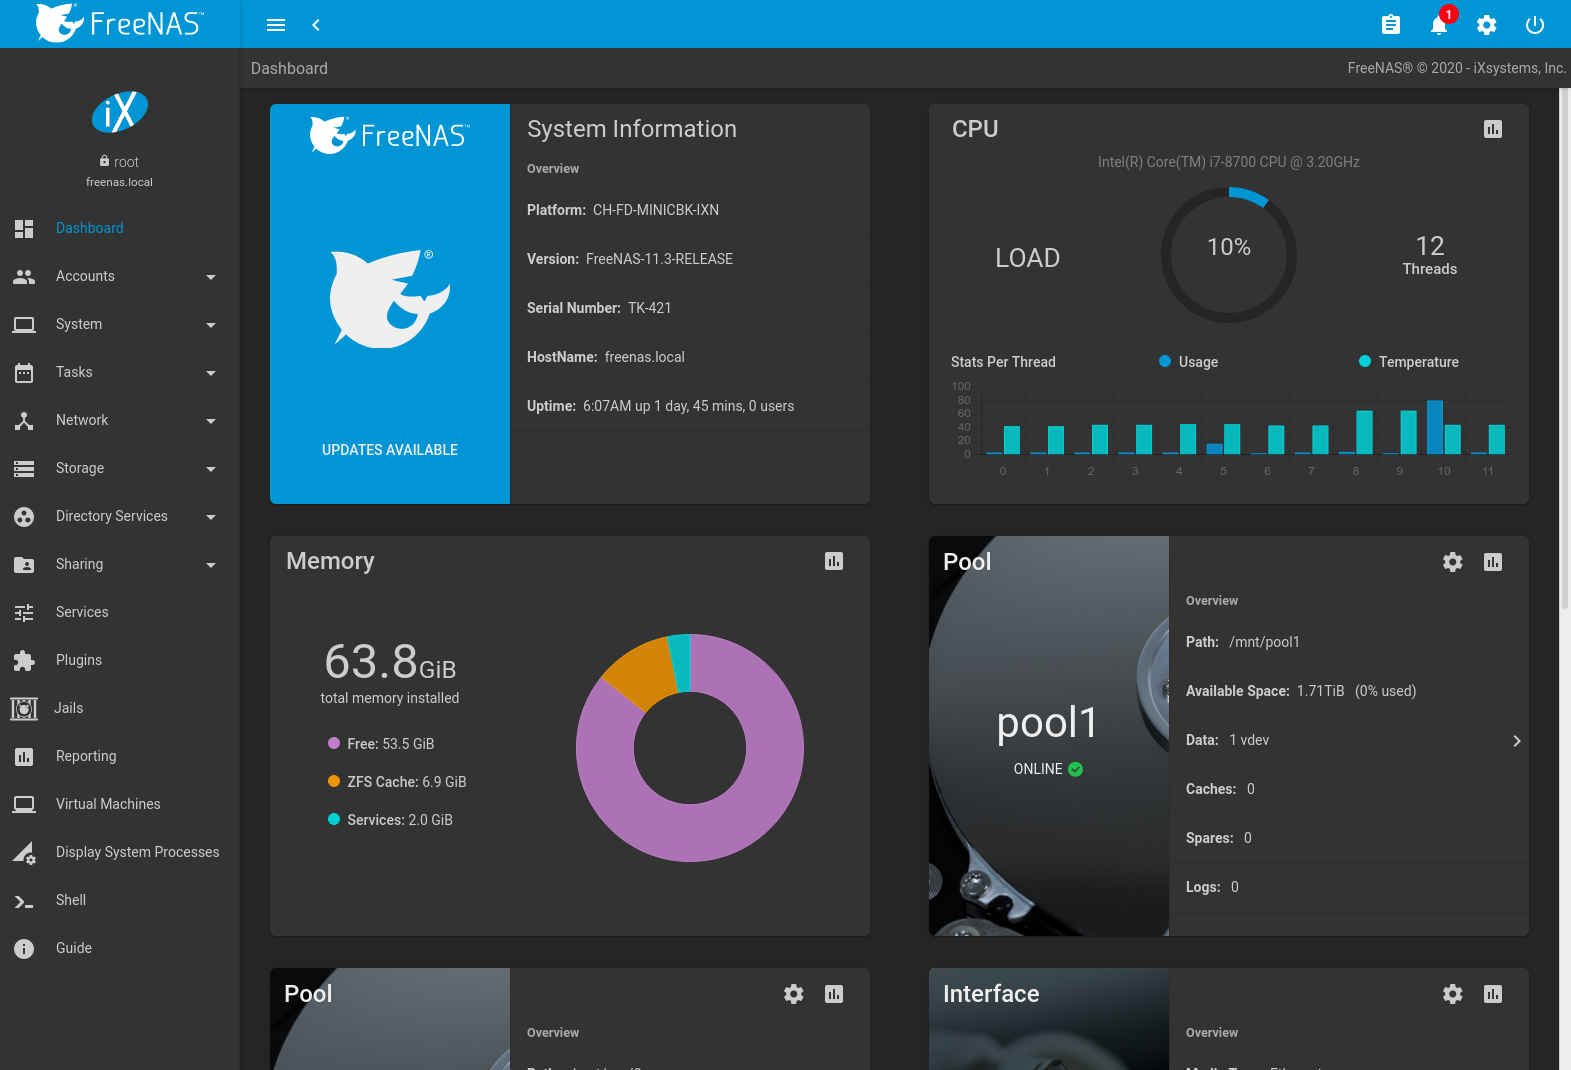 FreeNAS™
1
Dashboard
FreeNAS® © 2020 - iXsystems, Inc.
iX
root
freenas.local
Dashboard
Accounts
System
Tasks
Network
Storage
Directory Services
Sharing
Services
Plugins
Jails
Reporting
Virtual Machines
Display System Processes
Shell
Guide
FreeNAS™
®
UPDATES AVAILABLE
System Information
Overview
Platform: CH-FD-MINICBK-IXN
Version: FreeNAS-11.3-RELEASE
Serial Number: TK-421
HostName: freenas.local
Uptime: 6:07AM up 1 day, 45 mins, 0 users
CPU
Intel(R) Core(TM) i7-8700 CPU @ 3.20GHz
LOAD
10%
12
Threads
Stats Per Thread
Usage
Temperature
100
80
60
40
20
0
0 1 2 3 4 5 6 7 8 9 10 11
Memory
63.8GiB
total memory installed
Free: 53.5 GiB
ZFS Cache: 6.9 GiB
Services: 2.0 GiB
Pool
pool1
ONLINE
Overview
Path: /mnt/pool1
Available Space: 1.71TiB (0% used)
Data: 1 vdev
Caches: 0
Spares: 0
Logs: 0
Pool
Overview
Interface
Overview